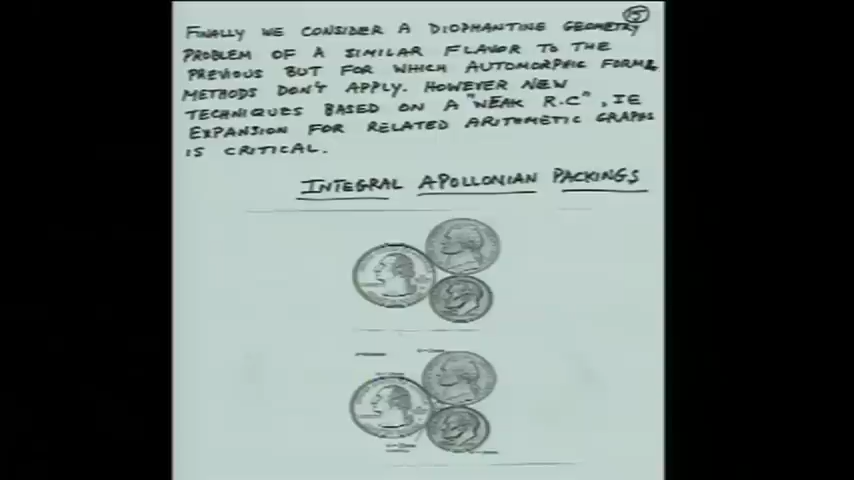 15
FINALLY WE CONSIDER A DIOPHANTINE GEOMETRY
PROBLEM OF A SIMILAR FLAVOR TO THE
PREVIOUS BUT FOR WHICH AUTOMORPHIC FORMS
METHODS DON'T APPLY. HOWEVER NEW
TECHNIQUES BASED ON A "WEAK R.C", IE
EXPANSION FOR RELATED ARITHMETIC GRAPHS
IS CRITICAL.
INTEGRAL APOLLONIAN PACKINGS